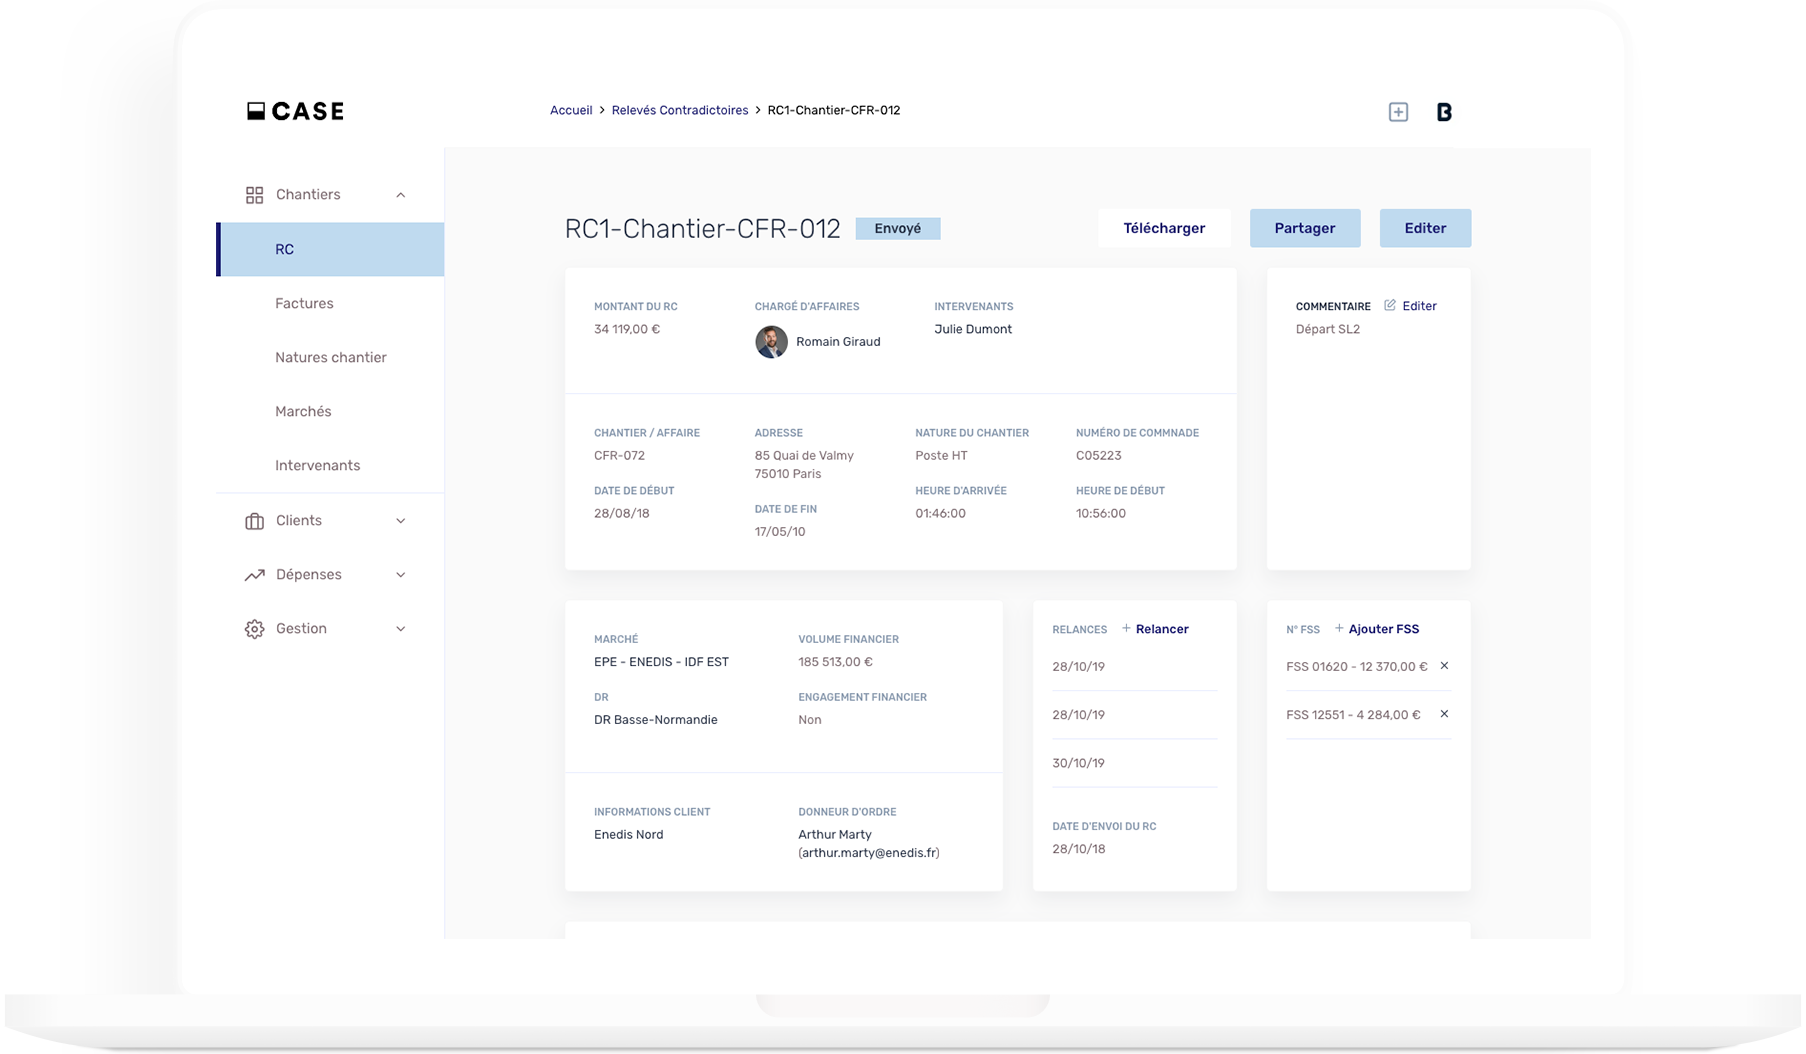 CASE
Accueil > Relevés Contradictoires > RC1-Chantier-CFR-012
B
Chantiers
RC
Factures
Natures chantier
Marchés
Intervenants
Clients
Dépenses
Gestion
RC1-Chantier-CFR-012
Envoyé
Télécharger
Partager
Editer
MONTANT DU RC
34 119,00 €
CHARGÉ D'AFFAIRES
Romain Giraud
INTERVENANTS
Julie Dumont
COMMENTAIRE
Editer
Départ SL2
CHANTIER / AFFAIRE
CFR-072
ADRESSE
85 Quai de Valmy
75010 Paris
NATURE DU CHANTIER
Poste HT
NUMÉRO DE COMMNADE
C05223
DATE DE DÉBUT
28/08/18
DATE DE FIN
17/05/10
HEURE D'ARRIVÉE
01:46:00
HEURE DE DÉBUT
10:56:00
MARCHÉ
EPE - ENEDIS - IDF EST
VOLUME FINANCIER
185 513,00 €
DR
DR Basse-Normandie
ENGAGEMENT FINANCIER
Non
INFORMATIONS CLIENT
Enedis Nord
DONNEUR D'ORDRE
Arthur Marty
(arthur.marty@enedis.fr)
RELANCES + Relancer
28/10/19
28/10/19
30/10/19
DATE D'ENVOI DU RC
28/10/18
N° FSS + Ajouter FSS
FSS 01620 - 12 370,00 € ×
FSS 12551 - 4 284,00 € ×